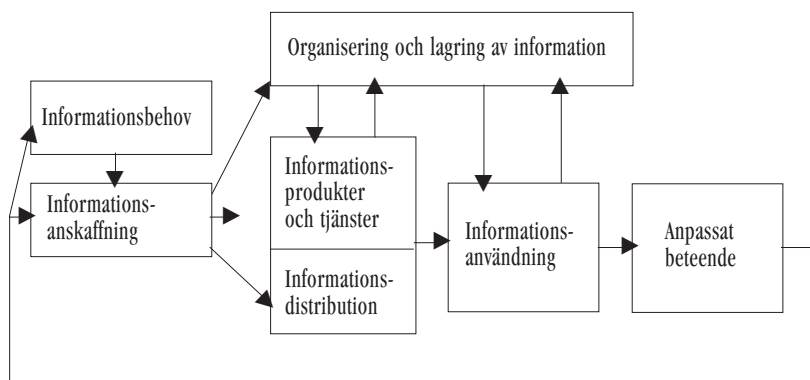 Organisering och lagring av information
Informationsbehov
Informations-
anskaffning
Informations-
produkter
och tjänster
Informations-
distribution
Informations-
användning
Anpassat
beteende